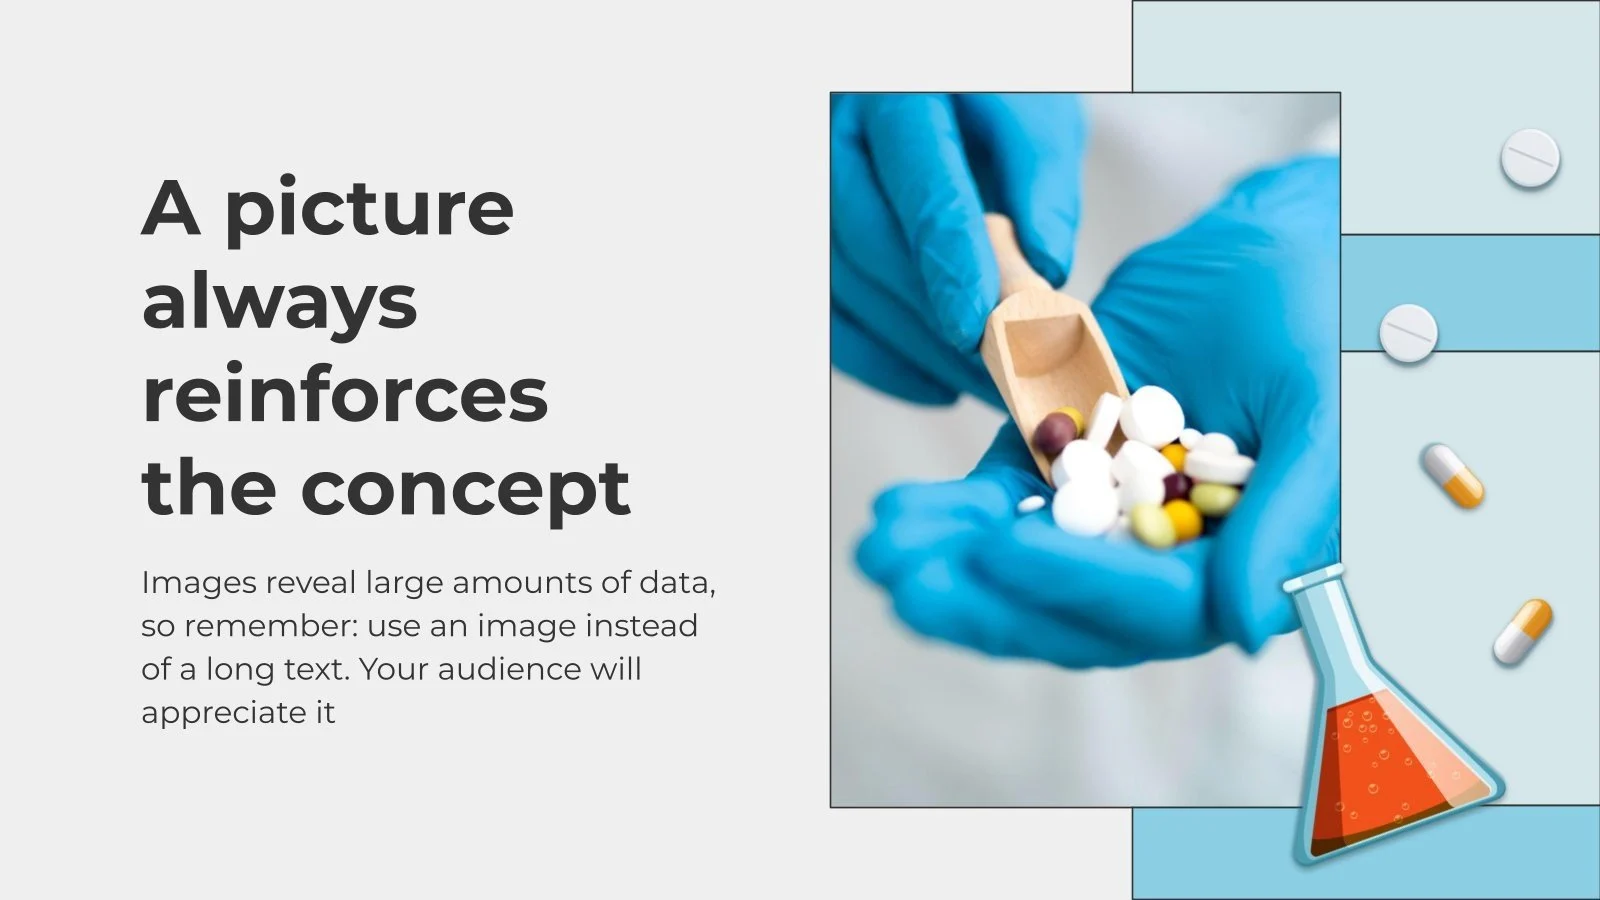 A picture
always
reinforces
the concept
Images reveal large amounts of data,
so remember: use an image instead
of a long text. Your audience will
appreciate it